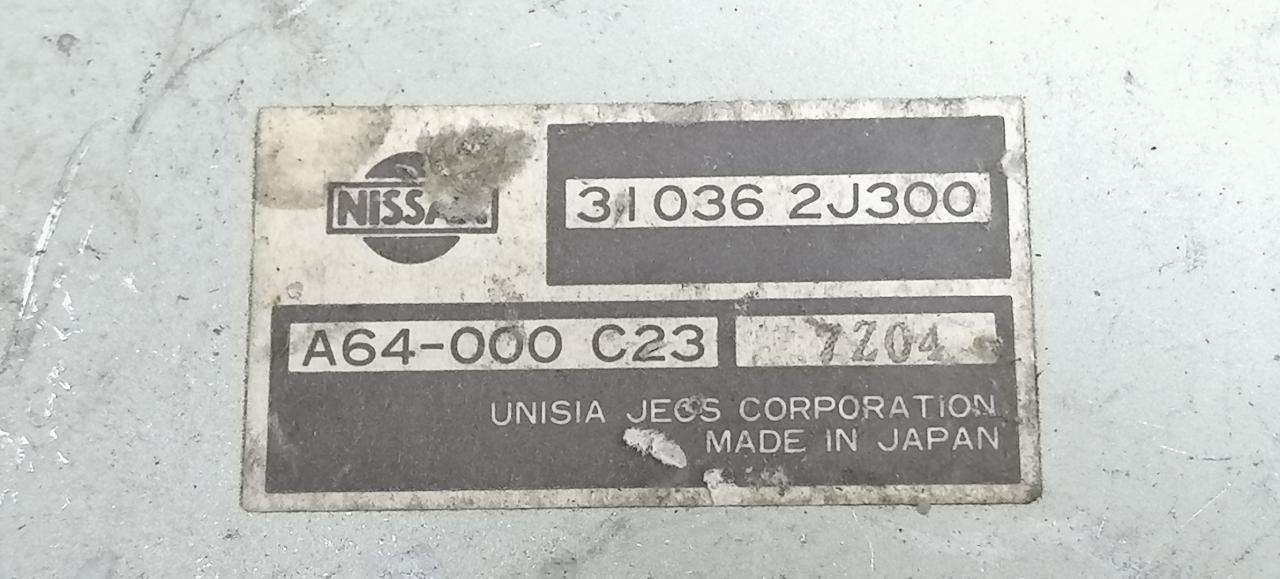 NISSAN
31036 2J300
A64-000 C23
7Z04
UNISIA JECS CORPORATION
MADE IN JAPAN